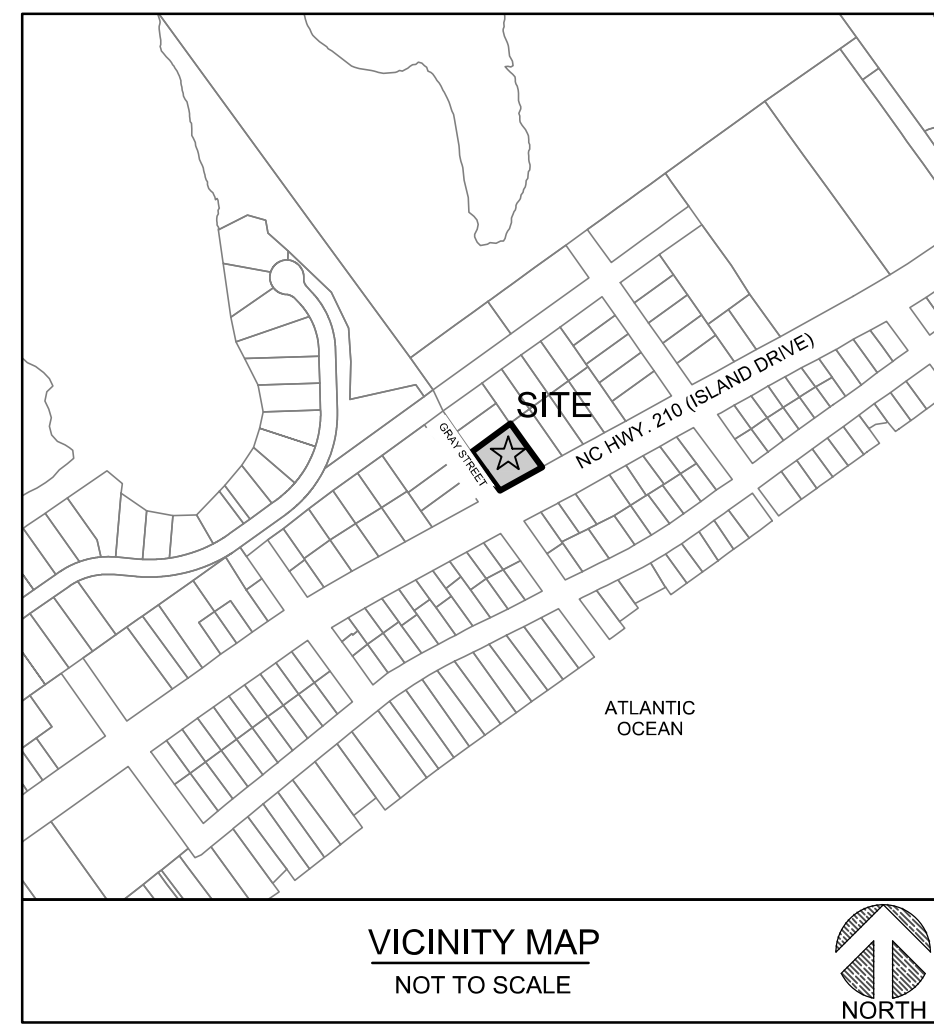 SITE
GRAY STREET
NC HWY. 210 (ISLAND DRIVE)
ATLANTIC
OCEAN
VICINITY MAP
NOT TO SCALE
NORTH